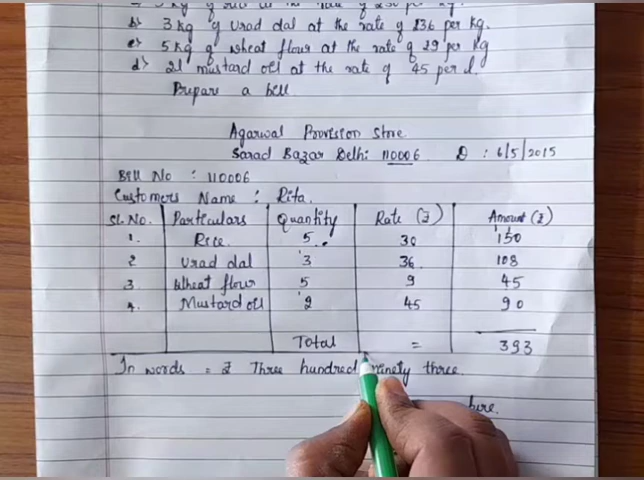 b) 3 Kg of Urad dal at the rate of ₹36 per Kg.
c) 5 Kg of wheat flour at the rate of ₹9 per Kg
d) 2l mustard oil at the rate of 45 per l.
Prepare a bill
Agarwal Provision Store
Sarad Bazar Delhi: 110006 D : 6/5/2015
Bill No : 110006
Customers Name : Rita.
Sl. No. Particulars Quantity Rate (₹) Amount (₹)
1. Rice 5 30 150
2 Urad dal 3 36 108
3 Wheat flour 5 9 45
4. Mustard oil 2 45 90
Total = 393
In words = ₹ Three hundred ninety three.